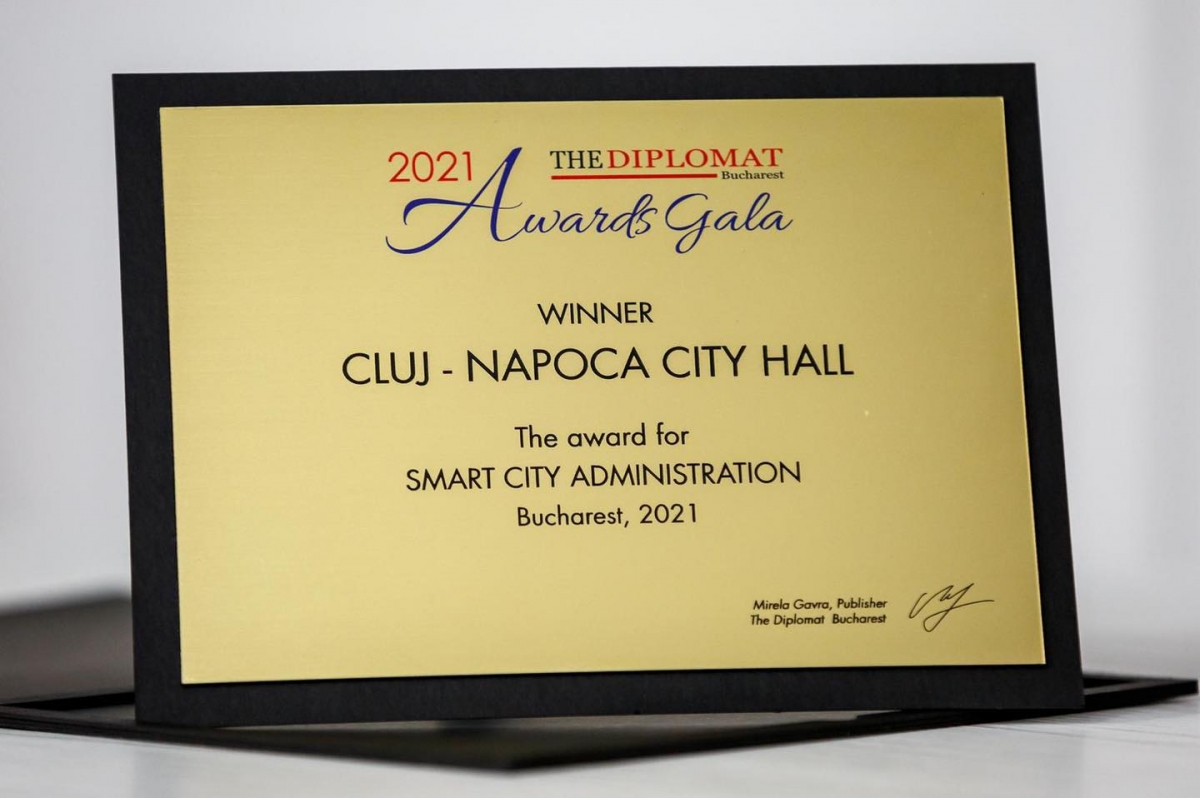 2021 THE DIPLOMAT
Bucharest
Awards Gala
WINNER
CLUJ - NAPOCA CITY HALL
The award for
SMART CITY ADMINISTRATION
Bucharest, 2021
Mirela Gavra, Publisher
The Diplomat Bucharest